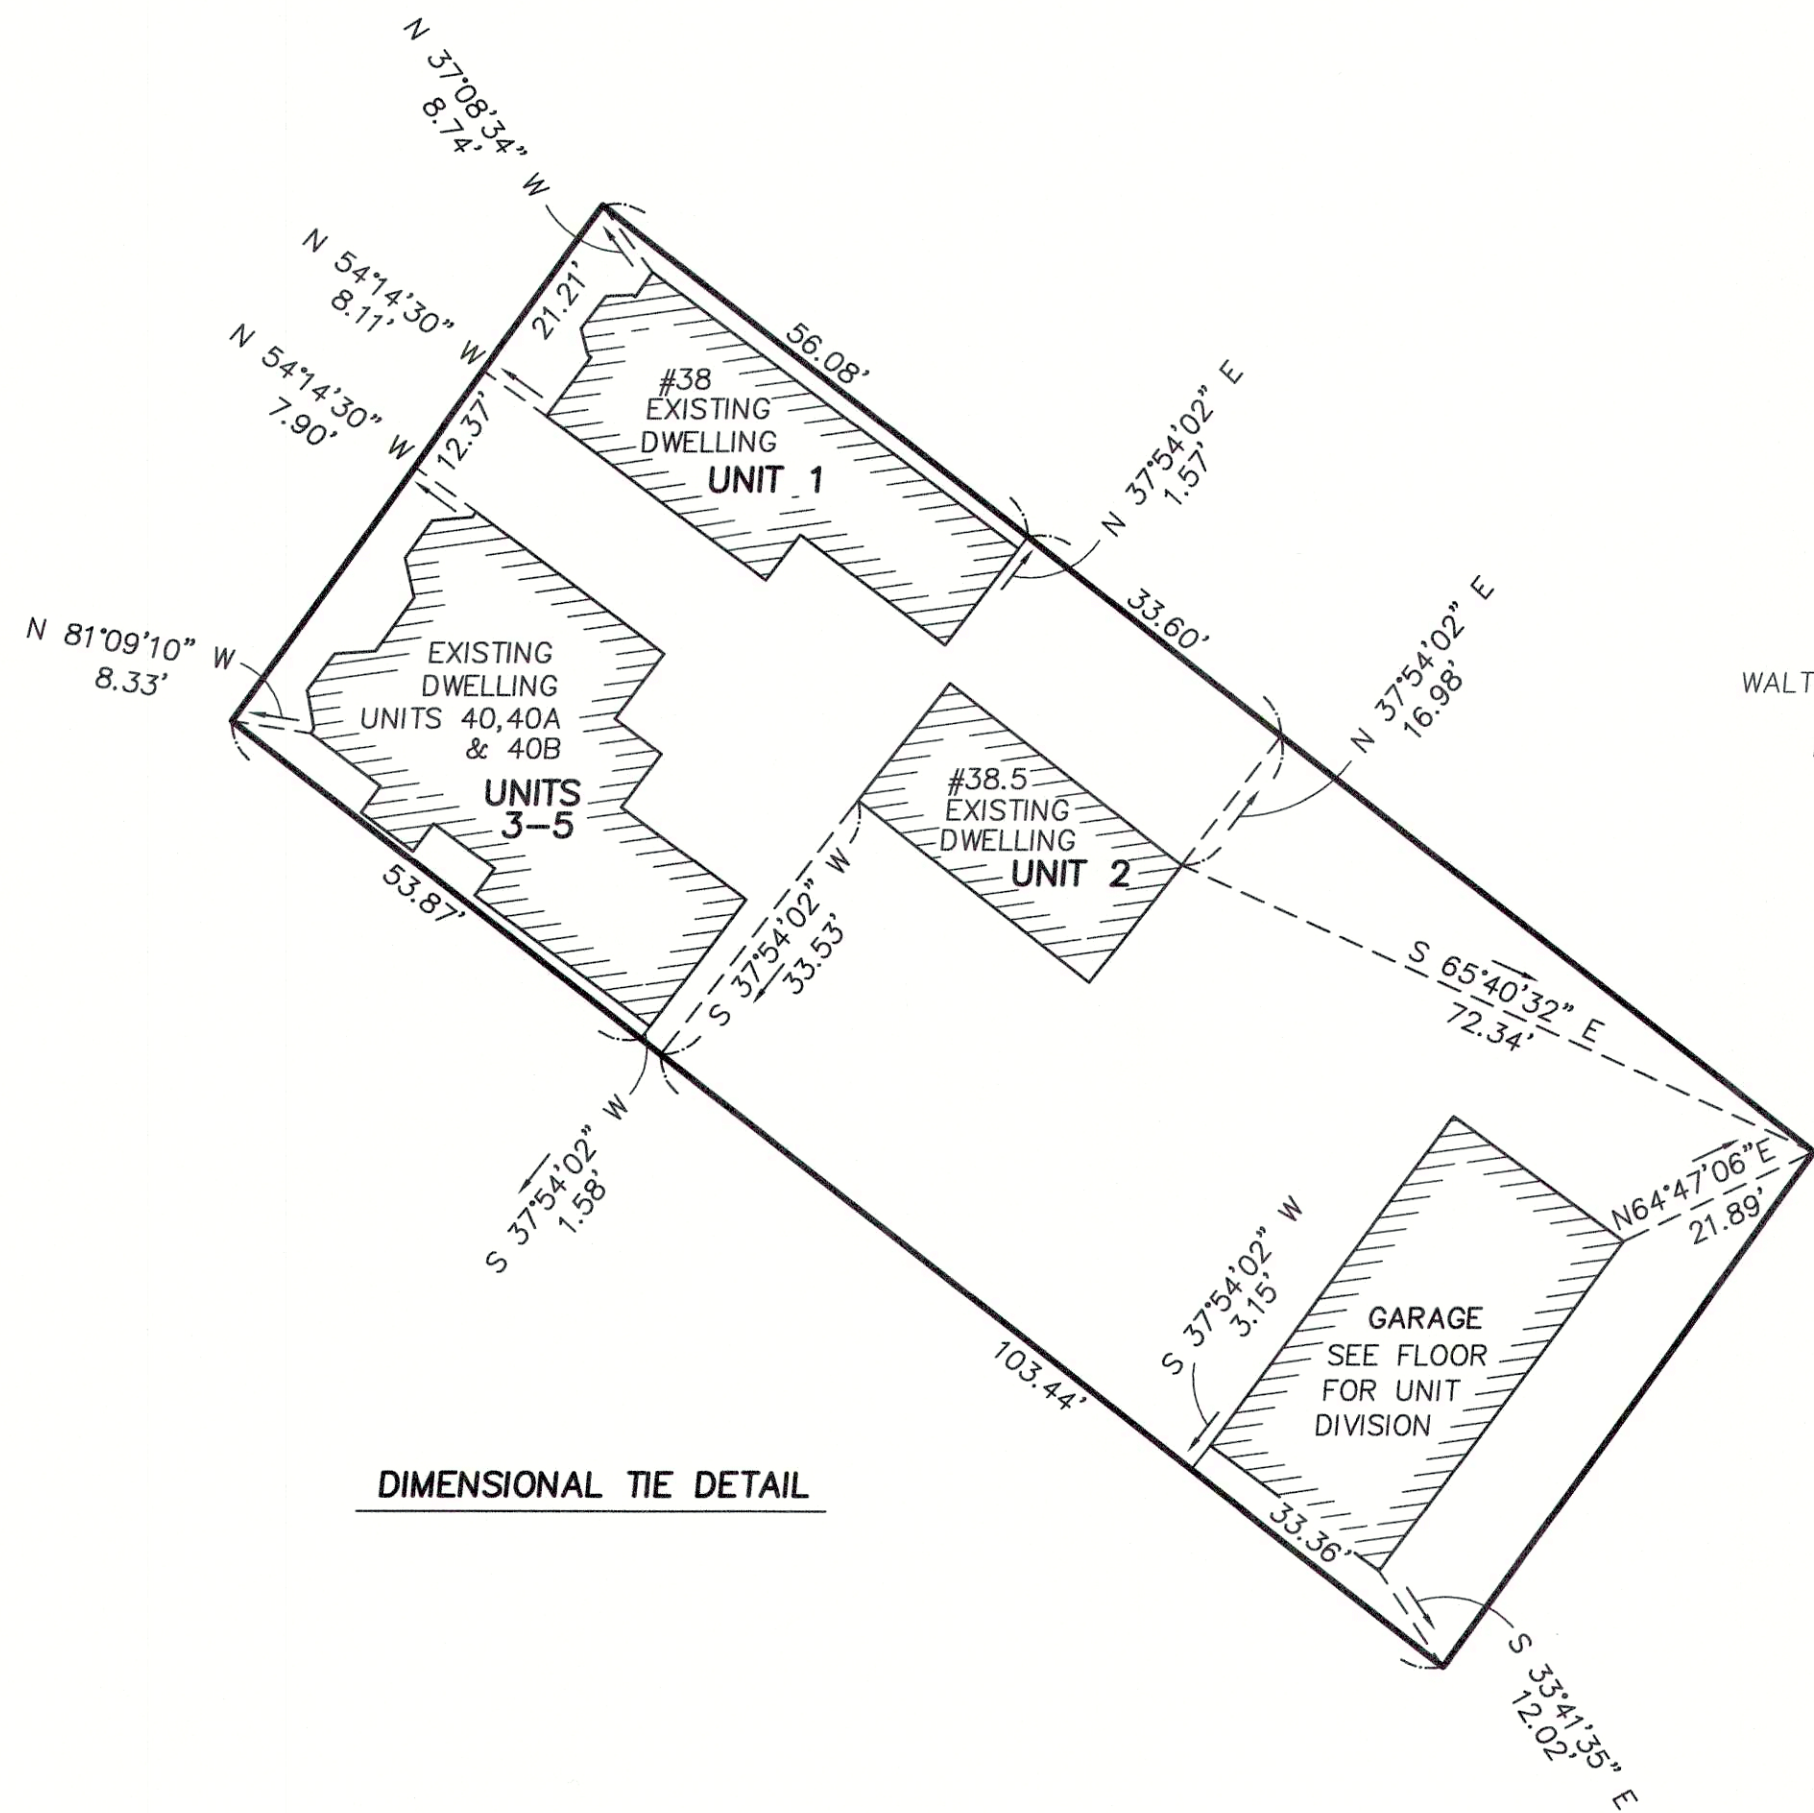 N 37°08'34" W
8.74'
N 54°14'30" W
8.11'
N 54°14'30" W
7.90'
N 81°09'10" W
8.33'
21.21'
12.37'
56.08'
#38
EXISTING
DWELLING
UNIT 1
N 37°54'02" E
1.57'
33.60'
N 37°54'02" E
16.98'
WALT
EXISTING
DWELLING
UNITS 40,40A
& 40B
UNITS
3-5
53.87'
#38.5
EXISTING
DWELLING
UNIT 2
S 37°54'02" W
33.53'
S 65°40'32" E
72.34'
S 37°54'02" W
1.58'
N64°47'06"E
21.89'
S 37°54'02" W
3.15'
GARAGE
SEE FLOOR
FOR UNIT
DIVISION
103.44'
33.36'
S 33°41'35" E
12.02'
DIMENSIONAL TIE DETAIL